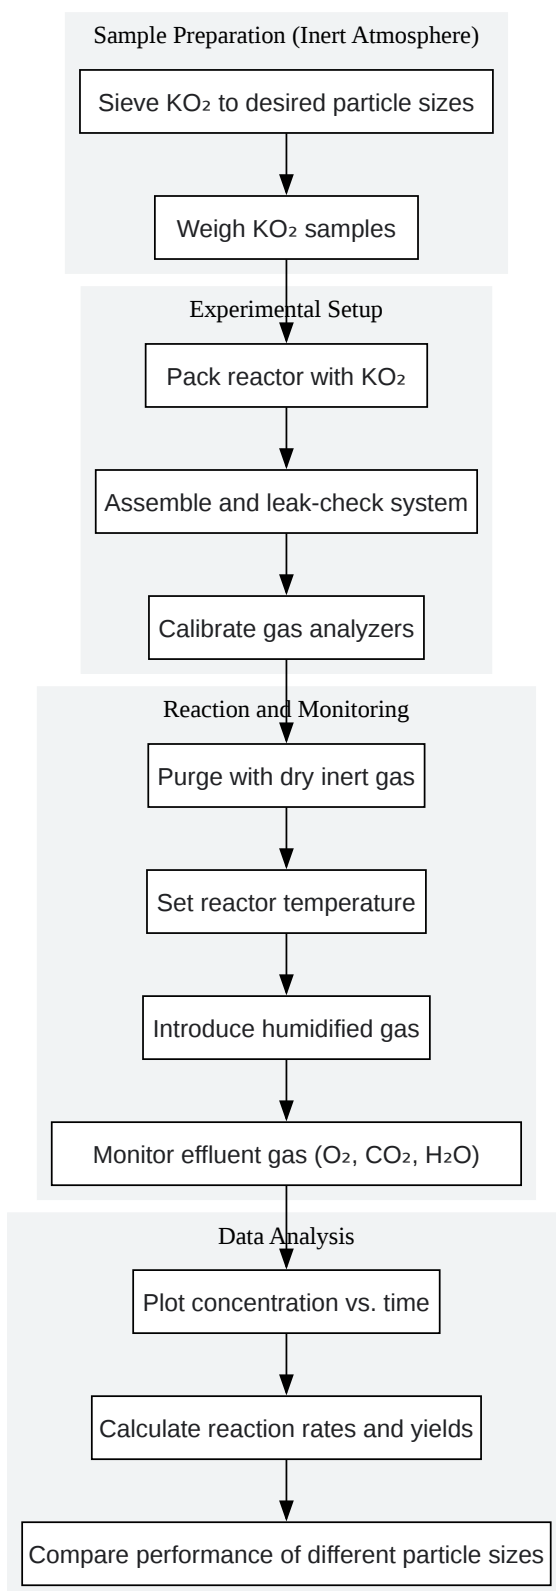 Sample Preparation (Inert Atmosphere)
Sieve KO₂ to desired particle sizes
Weigh KO₂ samples
Experimental Setup
Pack reactor with KO₂
Assemble and leak-check system
Calibrate gas analyzers
Reaction and Monitoring
Purge with dry inert gas
Set reactor temperature
Introduce humidified gas
Monitor effluent gas (O₂, CO₂, H₂O)
Data Analysis
Plot concentration vs. time
Calculate reaction rates and yields
Compare performance of different particle sizes